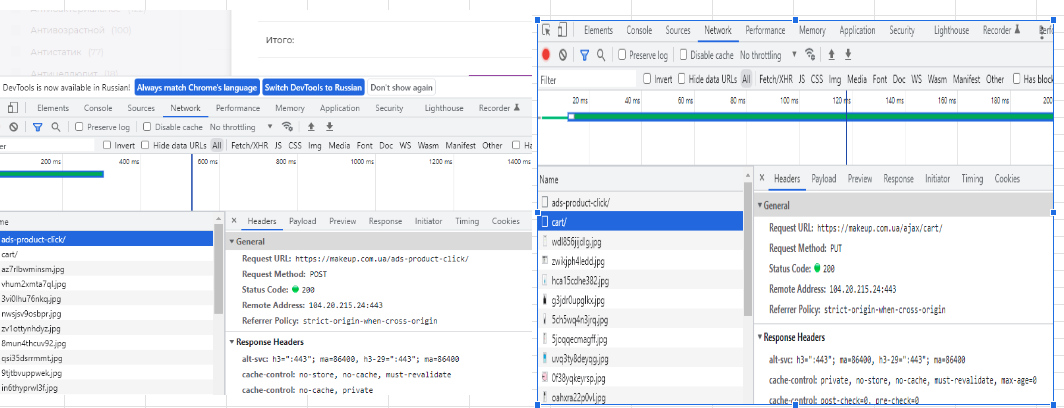 Антивозрастной (200)
Антистатик (77)
Итого:
DevTools is now available in Russian! Always match Chrome's language Switch DevTools to Russian Don't show again
Elements Console Sources Network Performance Memory Application Security Lighthouse Recorder
Preserve log Disable cache No throttling
Invert Hide data URLs All Fetch/XHR JS CSS Img Media Font Doc WS Wasm Manifest Other Ha
200 ms 400 ms 600 ms 800 ms 1000 ms 1200 ms 1400 ms
ads-product-click/
cart/
az7rlbwminsm.jpg
vhum2xmta7ql.jpg
3vi0lhu76nkq.jpg
nwsjsv9osbpr.jpg
zv1ottynhdyz.jpg
8mun4thcuv92.jpg
qsi35dsrrmmt.jpg
9tjtbvuppwek.jpg
in6thyprwl3f.jpg
× Headers Payload Preview Response Initiator Timing Cookies
General
Request URL: https://makeup.com.ua/ads-product-click/
Request Method: POST
Status Code: 200
Remote Address: 104.20.215.24:443
Referrer Policy: strict-origin-when-cross-origin
Response Headers
alt-svc: h3=":443"; ma=86400, h3-29=":443"; ma=86400
cache-control: no-store, no-cache, must-revalidate
cache-control: no-cache, private
Elements Console Sources Network Performance Memory Application Security Lighthouse Recorder
Preserve log Disable cache No throttling
Filter Invert Hide data URLs All Fetch/XHR JS CSS Img Media Font Doc WS Wasm Manifest Other Has block
20 ms 40 ms 60 ms 80 ms 100 ms 120 ms 140 ms 160 ms 180 ms 200
Name
ads-product-click/
cart/
wdl856jijdlg.jpg
zwikjph4ledd.jpg
hca15cdhe382.jpg
g3jdr0upglkx.jpg
5ch5wq4n3jrq.jpg
5joqqecmagff.jpg
uvq3ty8deyqg.jpg
0f38yqkeyrsp.jpg
oahxra22p0vl.jpg
× Headers Payload Preview Response Initiator Timing Cookies
General
Request URL: https://makeup.com.ua/ajax/cart/
Request Method: PUT
Status Code: 200
Remote Address: 104.20.215.24:443
Referrer Policy: strict-origin-when-cross-origin
Response Headers
alt-svc: h3=":443"; ma=86400, h3-29=":443"; ma=86400
cache-control: private, no-store, no-cache, must-revalidate, max-age=0
cache-control: post-check=0, pre-check=0